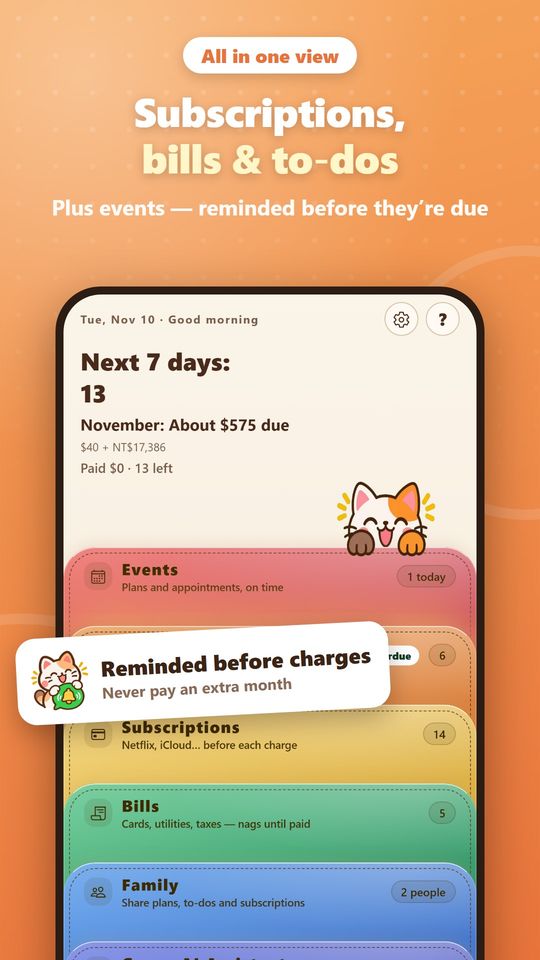 All in one view
Subscriptions,
bills & to-dos
Plus events — reminded before they’re due
Tue, Nov 10 · Good morning
?
Next 7 days:
13
November: About $575 due
$40 + NT$17,386
Paid $0 · 13 left
Events
Plans and appointments, on time
1 today
6
Reminded before charges
Never pay an extra month
Subscriptions
Netflix, iCloud... before each charge
14
Bills
Cards, utilities, taxes — nags until paid
5
Family
Share plans, to-dos and subscriptions
2 people